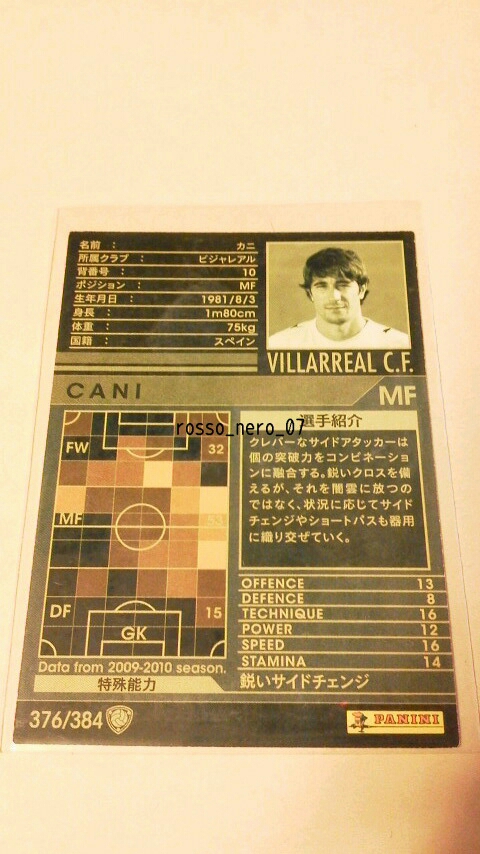 名前 : カニ
所属クラブ : ビジャレアル
背番号 : 10
ポジション : MF
生年月日 : 1981/8/3
身長 : 1m80cm
体重 : 75kg
国籍 : スペイン
VILLARREAL C.F.
CANI
MF
rosso_nero_07
FW 32
MF 53
DF 15
GK
Data from 2009-2010 season.
選手紹介
クレバーなサイドアタッカーは
個の突破力をコンビネーショ
ンに融合する。鋭いクロスを備
えるが、それを闇雲に放つの
ではなく、状況に応じてサイド
チェンジやショートパスも器用
に織り交ぜていく。
OFFENCE 13
DEFENCE 8
TECHNIQUE 16
POWER 12
SPEED 16
STAMINA 14
特殊能力
鋭いサイドチェンジ
376/384
PANINI